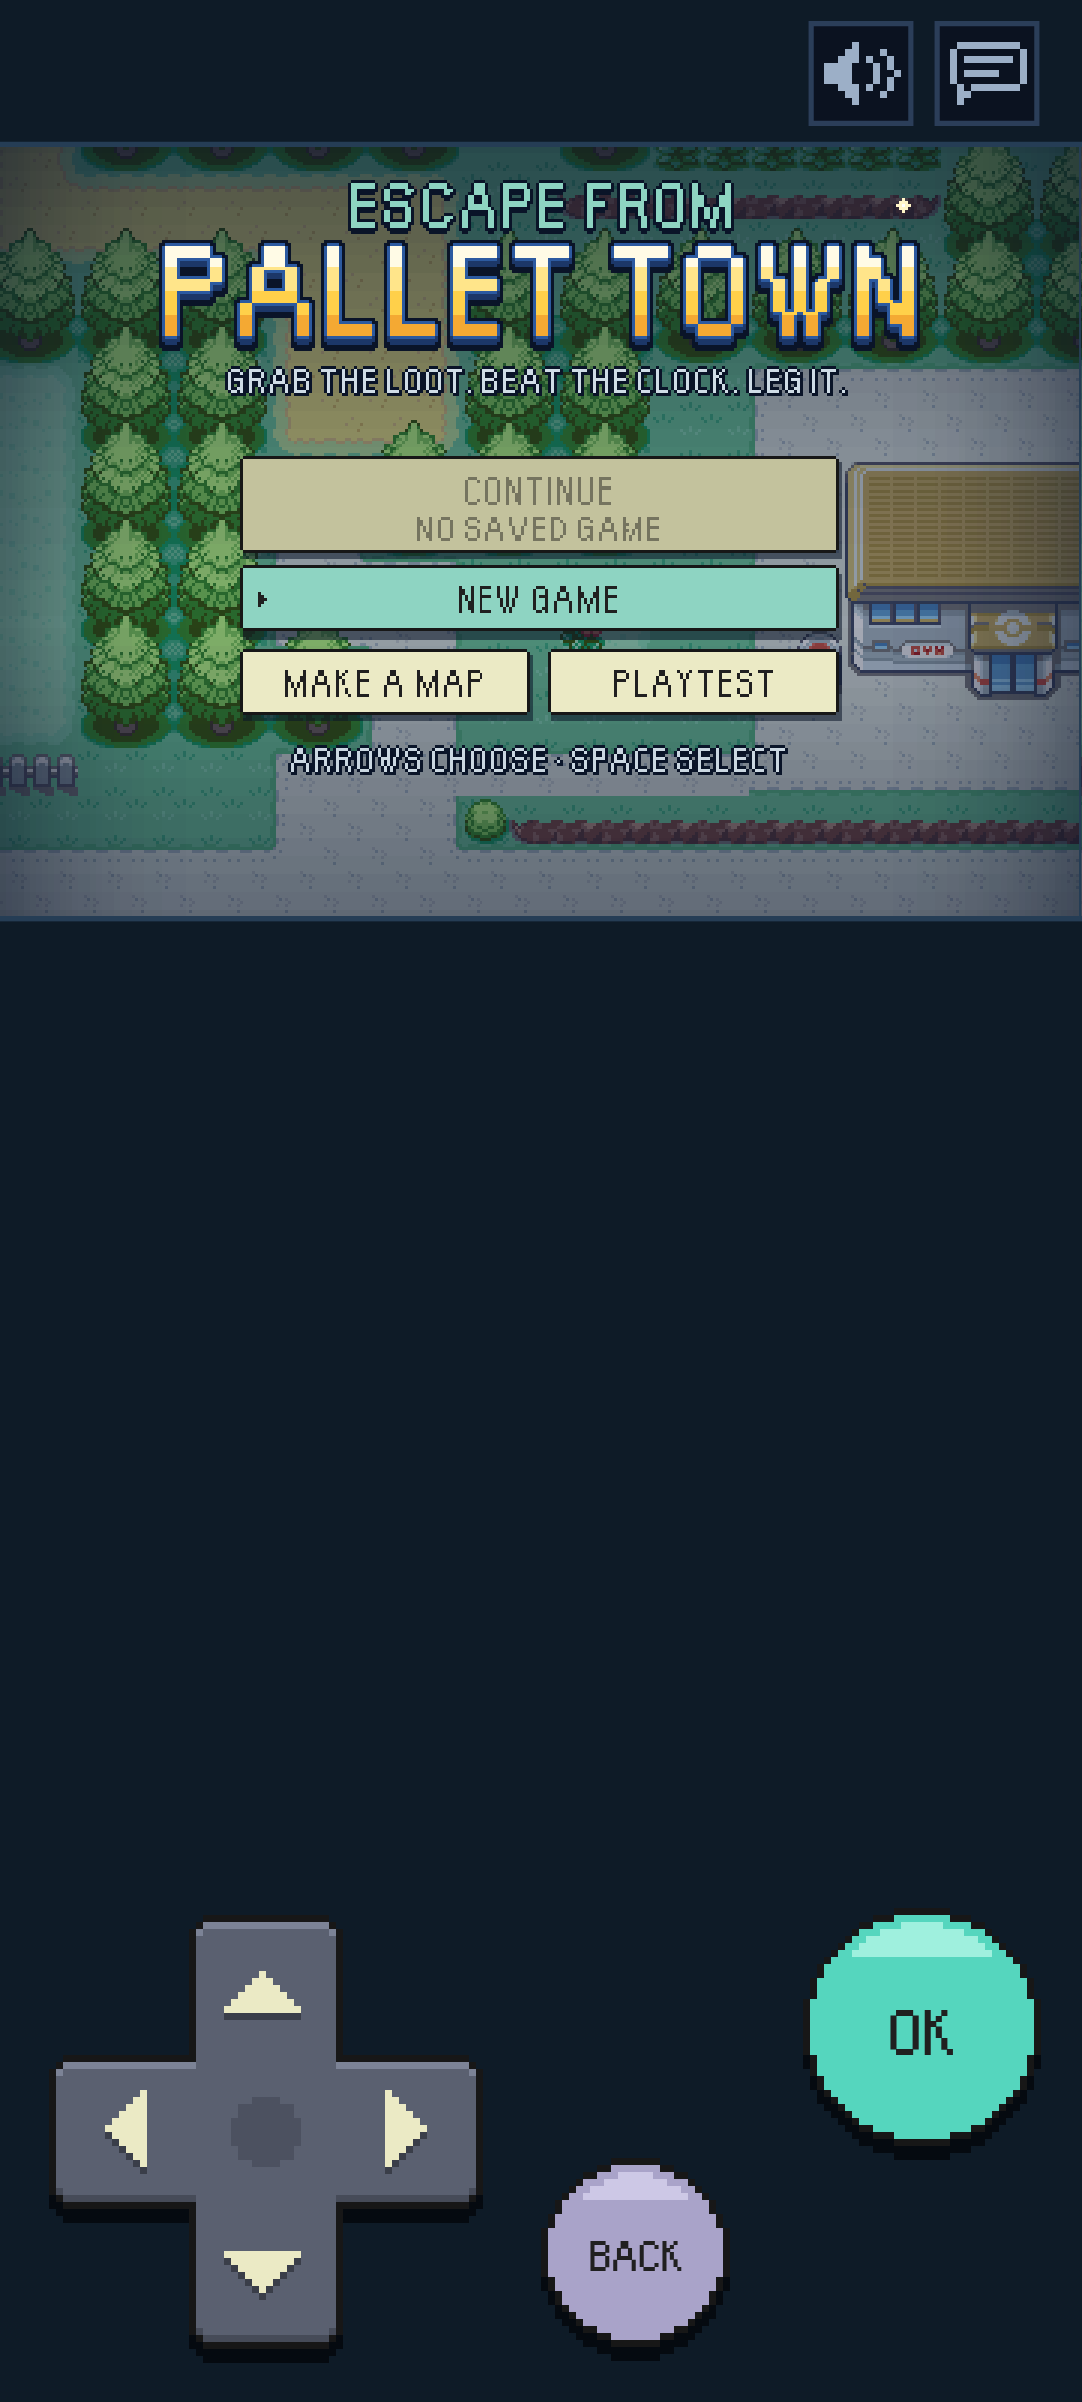 ESCAPE FROM
PALLET TOWN
GRAB THE LOOT. BEAT THE CLOCK. LEG IT.
CONTINUE
NO SAVED GAME
NEW GAME
GYM
MAKE A MAP
PLAYTEST
ARROWS CHOOSE · SPACE SELECT
OK
BACK